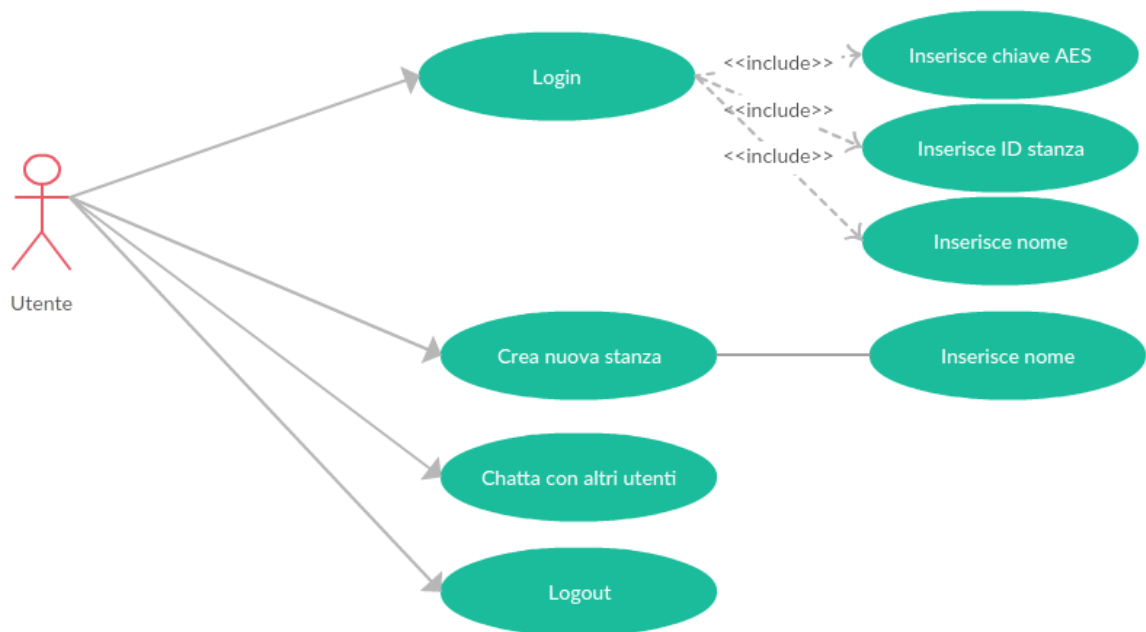 Login
<<include>>
Inserisce chiave AES
<<include>>
Inserisce ID stanza
<<include>>
Inserisce nome
Utente
Crea nuova stanza
Inserisce nome
Chatta con altri utenti
Logout